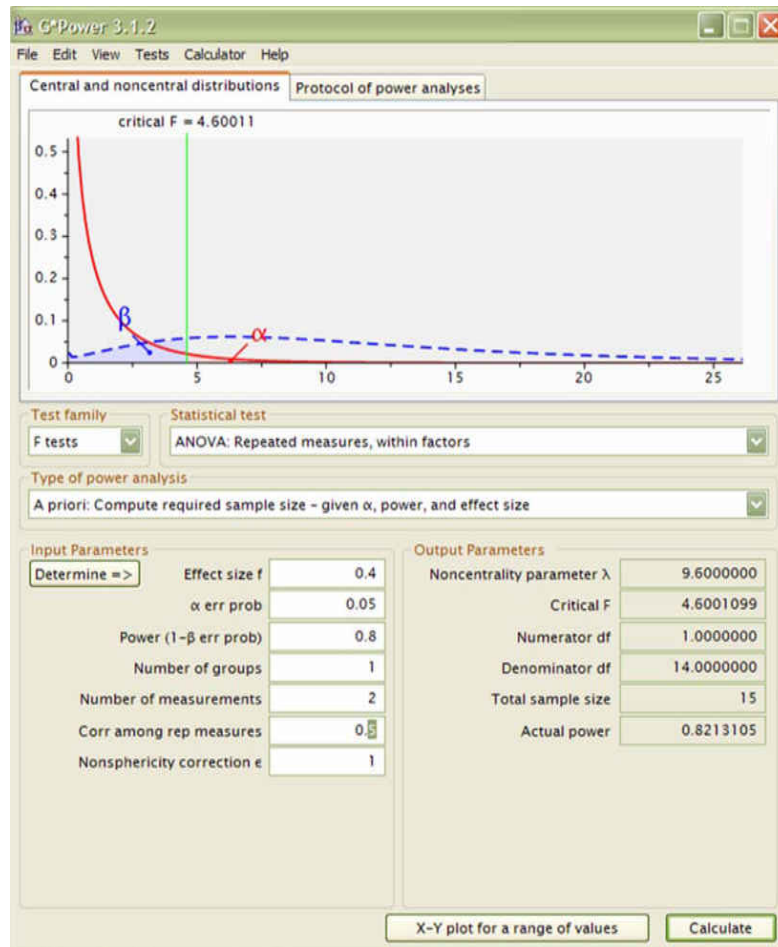 G*Power 3.1.2
File Edit View Tests Calculator Help
Central and noncentral distributions Protocol of power analyses
critical F = 4.60011
0.5
0.4
0.3
0.2
0.1
0
β
α
0 5 10 15 20 25
Test family Statistical test
F tests ANOVA: Repeated measures, within factors
Type of power analysis
A priori: Compute required sample size – given α, power, and effect size
Input Parameters Output Parameters
Determine => Effect size f 0.4 Noncentrality parameter λ 9.6000000
α err prob 0.05 Critical F 4.6001099
Power (1-β err prob) 0.8 Numerator df 1.0000000
Number of groups 1 Denominator df 14.0000000
Number of measurements 2 Total sample size 15
Corr among rep measures 0.5 Actual power 0.8213105
Nonsphericity correction ϵ 1
X-Y plot for a range of values Calculate